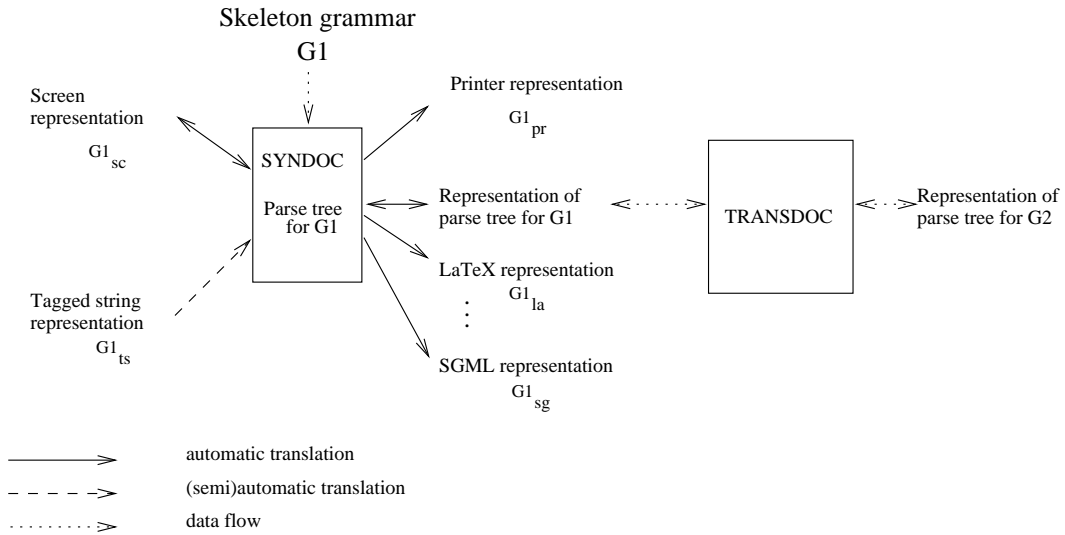 Skeleton grammar
G1
Screen
representation
G1sc
Printer representation
G1pr
SYNDOC
Parse tree
for G1
Representation of
parse tree for G1
TRANSDOC
Representation of
parse tree for G2
LaTeX representation
G1la
Tagged string
representation
G1ts
SGML representation
G1sg
automatic translation
(semi)automatic translation
data flow